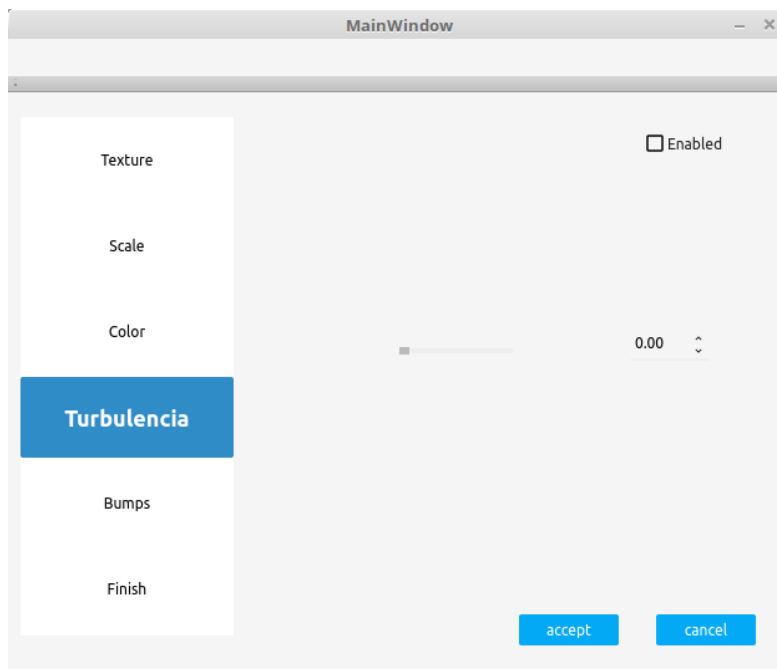 MainWindow
Texture
Scale
Color
Turbulencia
Bumps
Finish
Enabled
0.00
accept
cancel